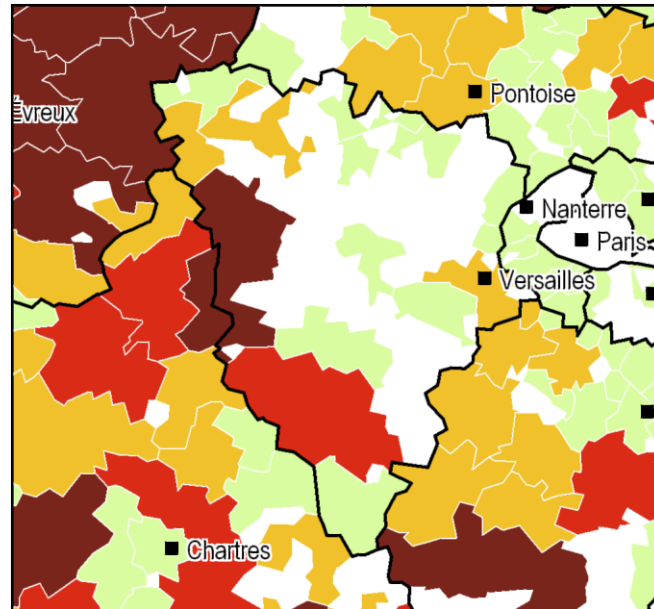 Pontoise
Évreux
Nanterre
Paris
Versailles
Chartres